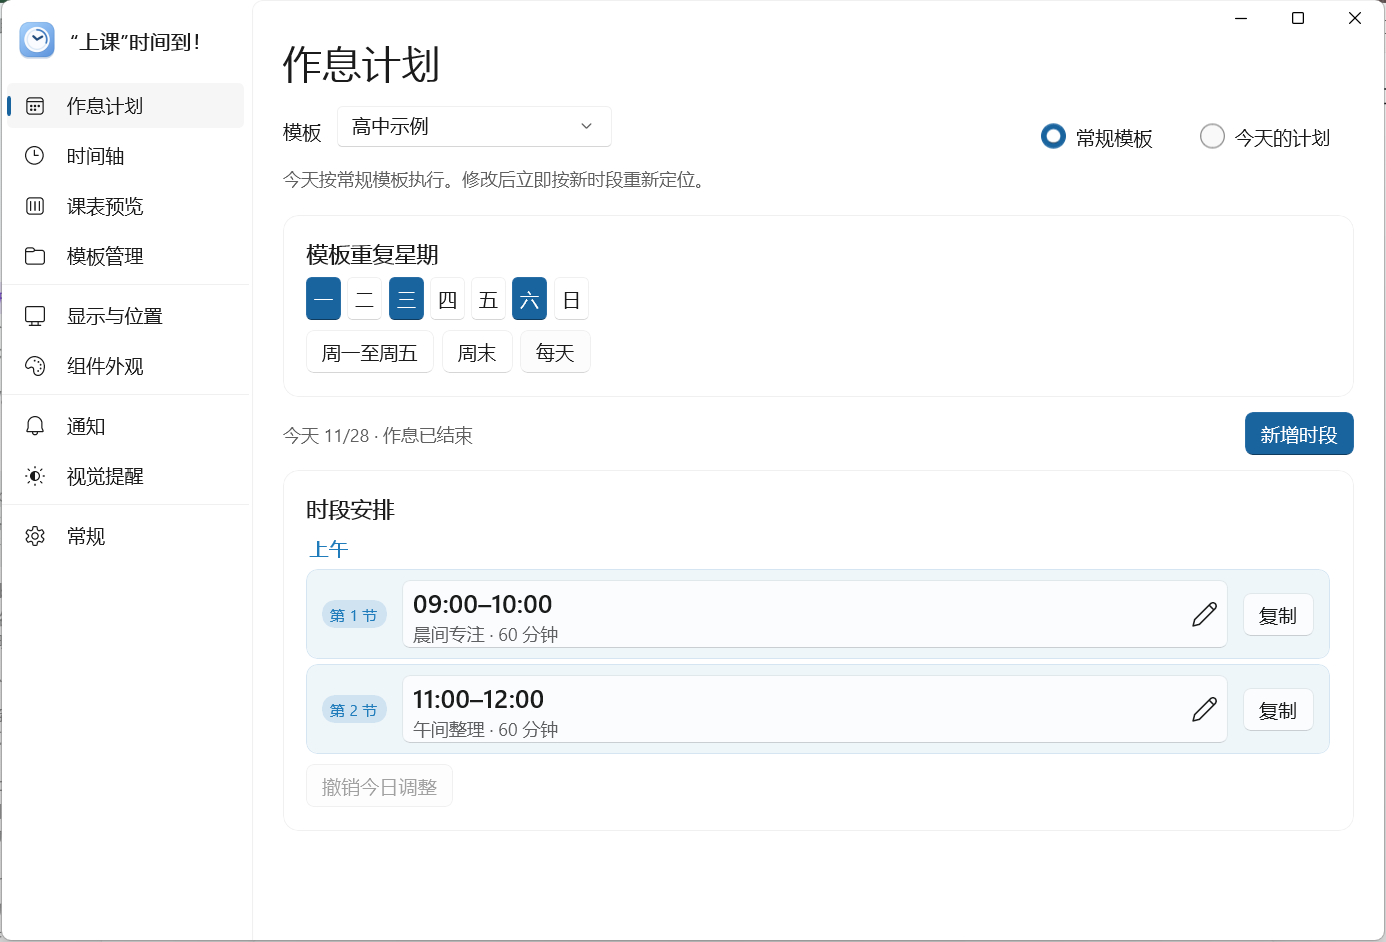 “上课”时间到！
作息计划
时间轴
课表预览
模板管理
显示与位置
组件外观
通知
视觉提醒
常规
作息计划
模板 高中示例
常规模板 今天的计划
今天按常规模板执行。修改后立即按新时段重新定位。
模板重复星期
一 二 三 四 五 六 日
周一至周五 周末 每天
今天 11/28 · 作息已结束
新增时段
时段安排
上午
第 1 节
09:00–10:00
晨间专注 · 60 分钟
复制
第 2 节
11:00–12:00
午间整理 · 60 分钟
复制
撤销今日调整